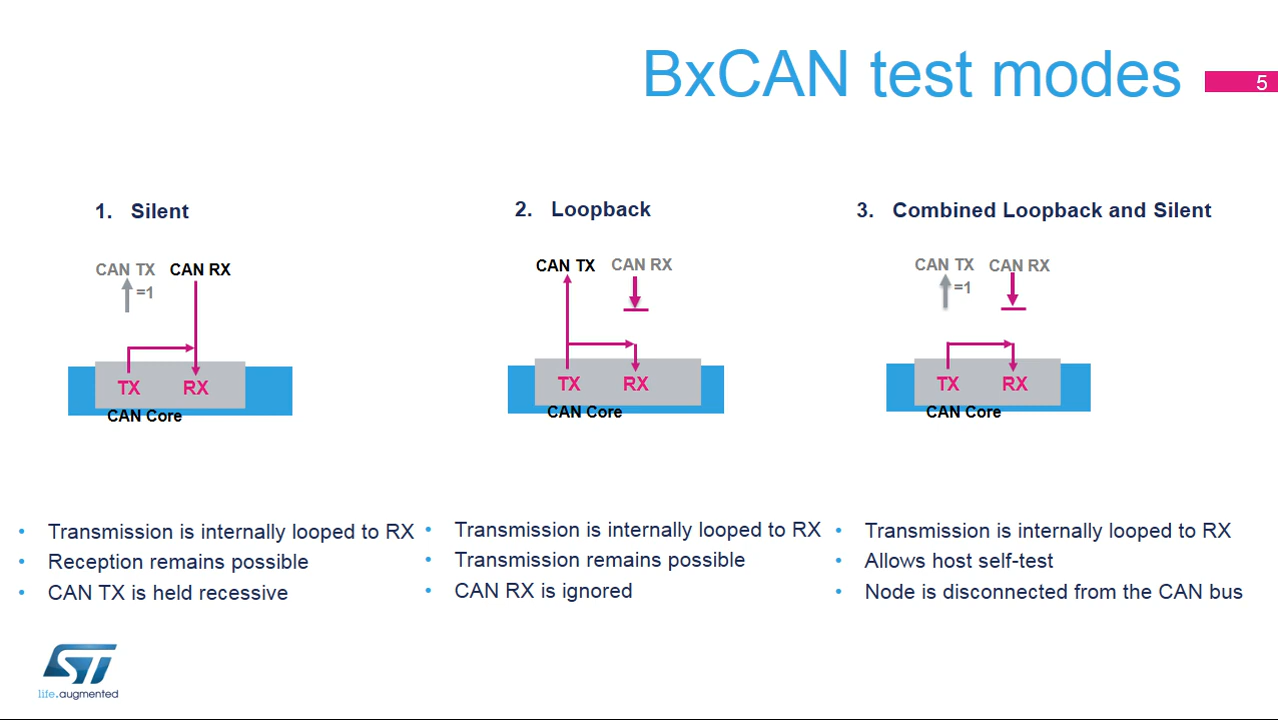 BxCAN test modes
5
1. Silent
CAN TX
CAN RX
=1
TX
RX
CAN Core
2. Loopback
CAN TX
CAN RX
TX
RX
CAN Core
3. Combined Loopback and Silent
CAN TX
CAN RX
=1
TX
RX
CAN Core
• Transmission is internally looped to RX
• Reception remains possible
• CAN TX is held recessive
• Transmission is internally looped to RX
• Transmission remains possible
• CAN RX is ignored
• Transmission is internally looped to RX
• Allows host self-test
• Node is disconnected from the CAN bus
ST
life.augmented